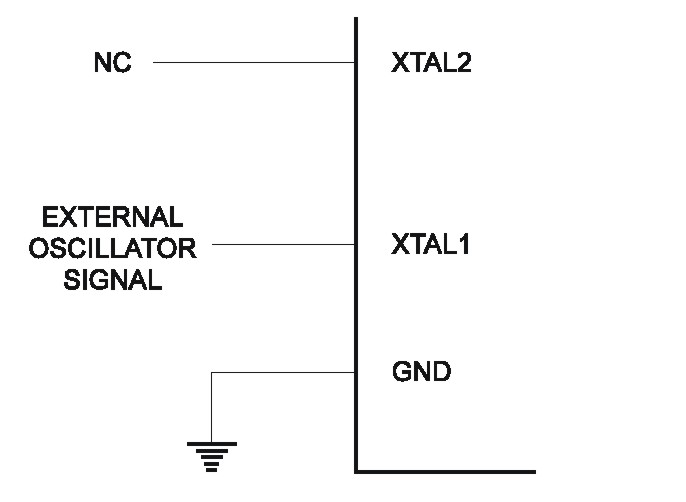 NC
XTAL2
EXTERNAL
OSCILLATOR
SIGNAL
XTAL1
GND